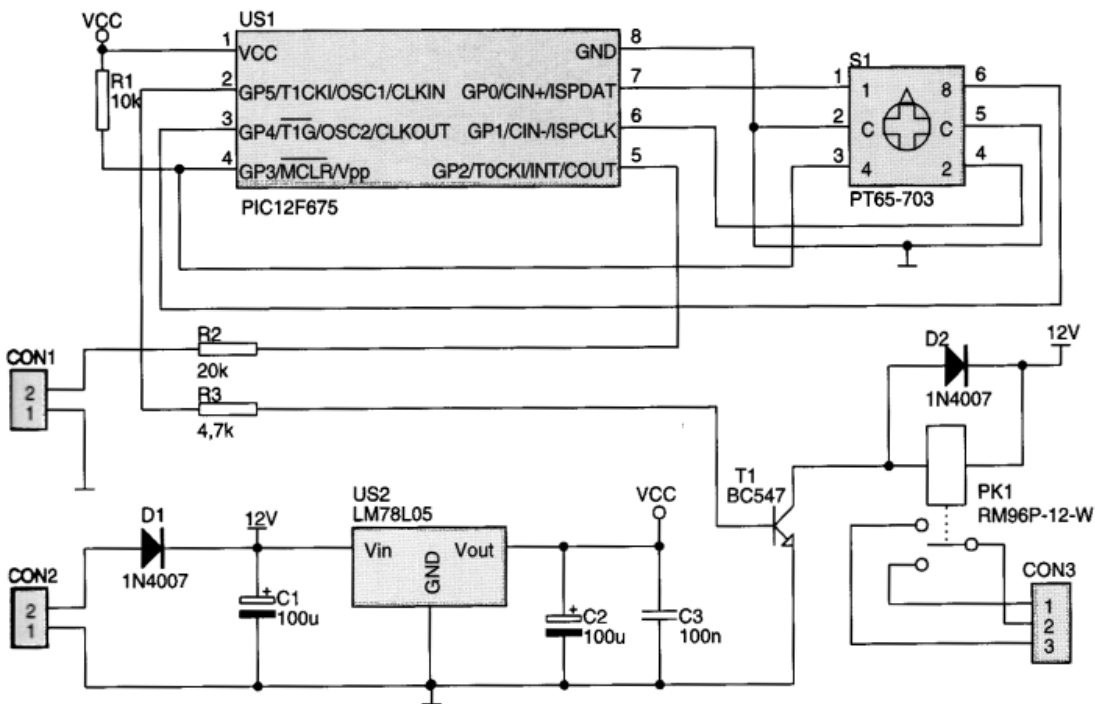 VCC
R1
10k
US1
1
VCC
2
GP5/T1CKI/OSC1/CLKIN
3
GP4/T1G/OSC2/CLKOUT
4
GP3/MCLR/Vpp
GND
8
GP0/CIN+/ISPDAT
7
GP1/CIN-/ISPCLK
6
GP2/T0CKI/INT/COUT
5
PIC12F675
S1
1
1
2
C
3
4
8
6
C
5
2
4
PT65-703
CON1
2
1
R2
20k
R3
4,7k
D2
1N4007
12V
T1
BC547
PK1
RM96P-12-W
CON3
1
2
3
CON2
2
1
D1
1N4007
12V
C1
+
100u
US2
LM78L05
Vin
GND
Vout
VCC
C2
+
100u
C3
100n